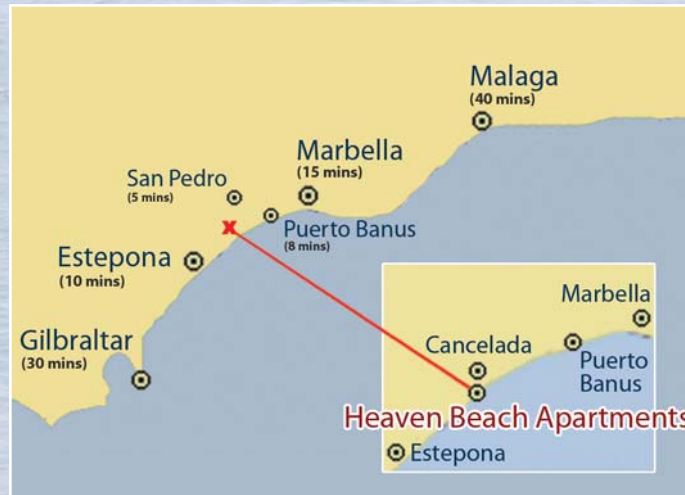 Malaga
(40 mins)
Marbella
(15 mins)
San Pedro
(5 mins)
Puerto Banus
(8 mins)
Estepona
(10 mins)
Gilbraltar
(30 mins)
Marbella
Cancelada
Puerto
Banus
Heaven Beach Apartments
Estepona